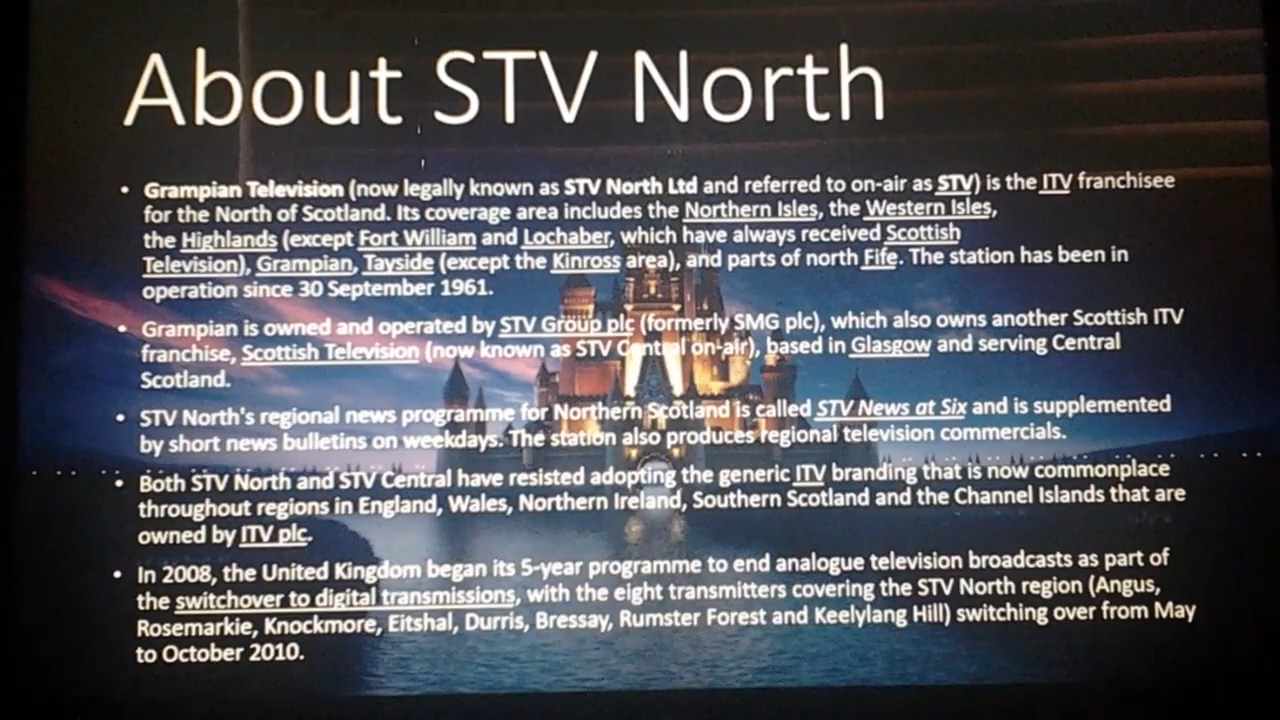 About STV North
• Grampian Television (now legally known as STV North Ltd and referred to on-air as STV) is the ITV franchisee
for the North of Scotland. Its coverage area includes the Northern Isles, the Western Isles,
the Highlands (except Fort William and Lochaber, which have always received Scottish
Television), Grampian, Tayside (except the Kinross area), and parts of north Fife. The station has been in
operation since 30 September 1961.
• Grampian is owned and operated by STV Group plc (formerly SMG plc), which also owns another Scottish ITV
franchise, Scottish Television (now known as STV Central on-air), based in Glasgow and serving Central
Scotland.
• STV North's regional news programme for Northern Scotland is called STV News at Six and is supplemented
by short news bulletins on weekdays. The station also produces regional television commercials.
• Both STV North and STV Central have resisted adopting the generic ITV branding that is now commonplace
throughout regions in England, Wales, Northern Ireland, Southern Scotland and the Channel Islands that are
owned by ITV plc.
• In 2008, the United Kingdom began its 5-year programme to end analogue television broadcasts as part of
the switchover to digital transmissions, with the eight transmitters covering the STV North region (Angus,
Rosemarkie, Knockmore, Eitshal, Durris, Bressay, Rumster Forest and Keelylang Hill) switching over from May
to October 2010.